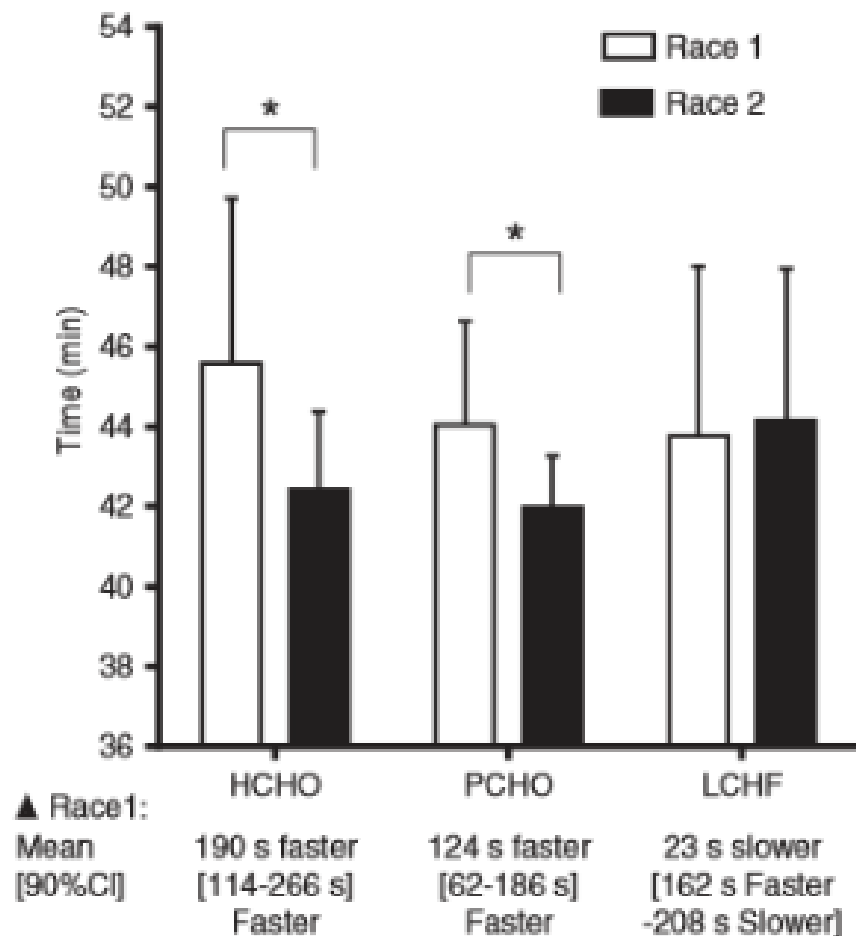 54
52
50
48
46
44
42
40
38
36
Time (min)
Race 1
Race 2
*
*
HCHO PCHO LCHF
▲ Race1:
Mean 190 s faster 124 s faster 23 s slower
[90%CI] [114-266 s] [62-186 s] [162 s Faster
Faster Faster -208 s Slower]